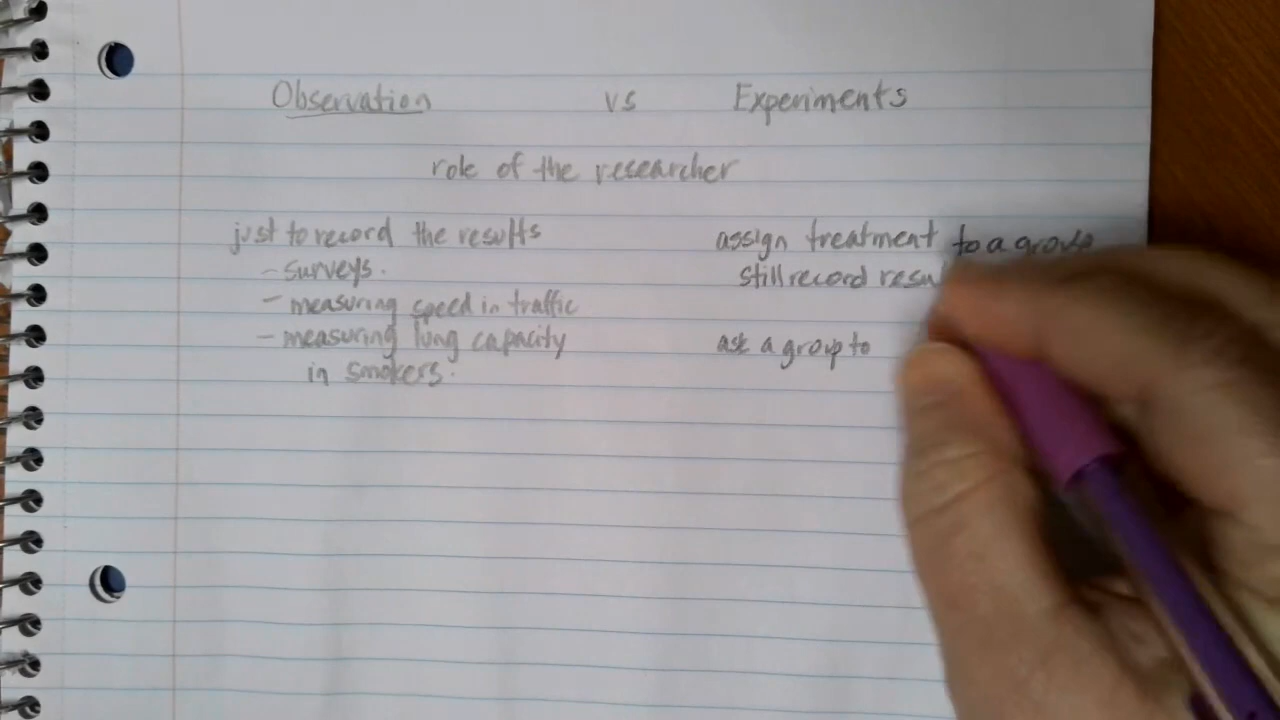 Observation vs Experiments
role of the researcher
just to record the results
- surveys.
- measuring speed in traffic
- measuring lung capacity
in smokers.
assign treatment to a group
still record
ask a group to